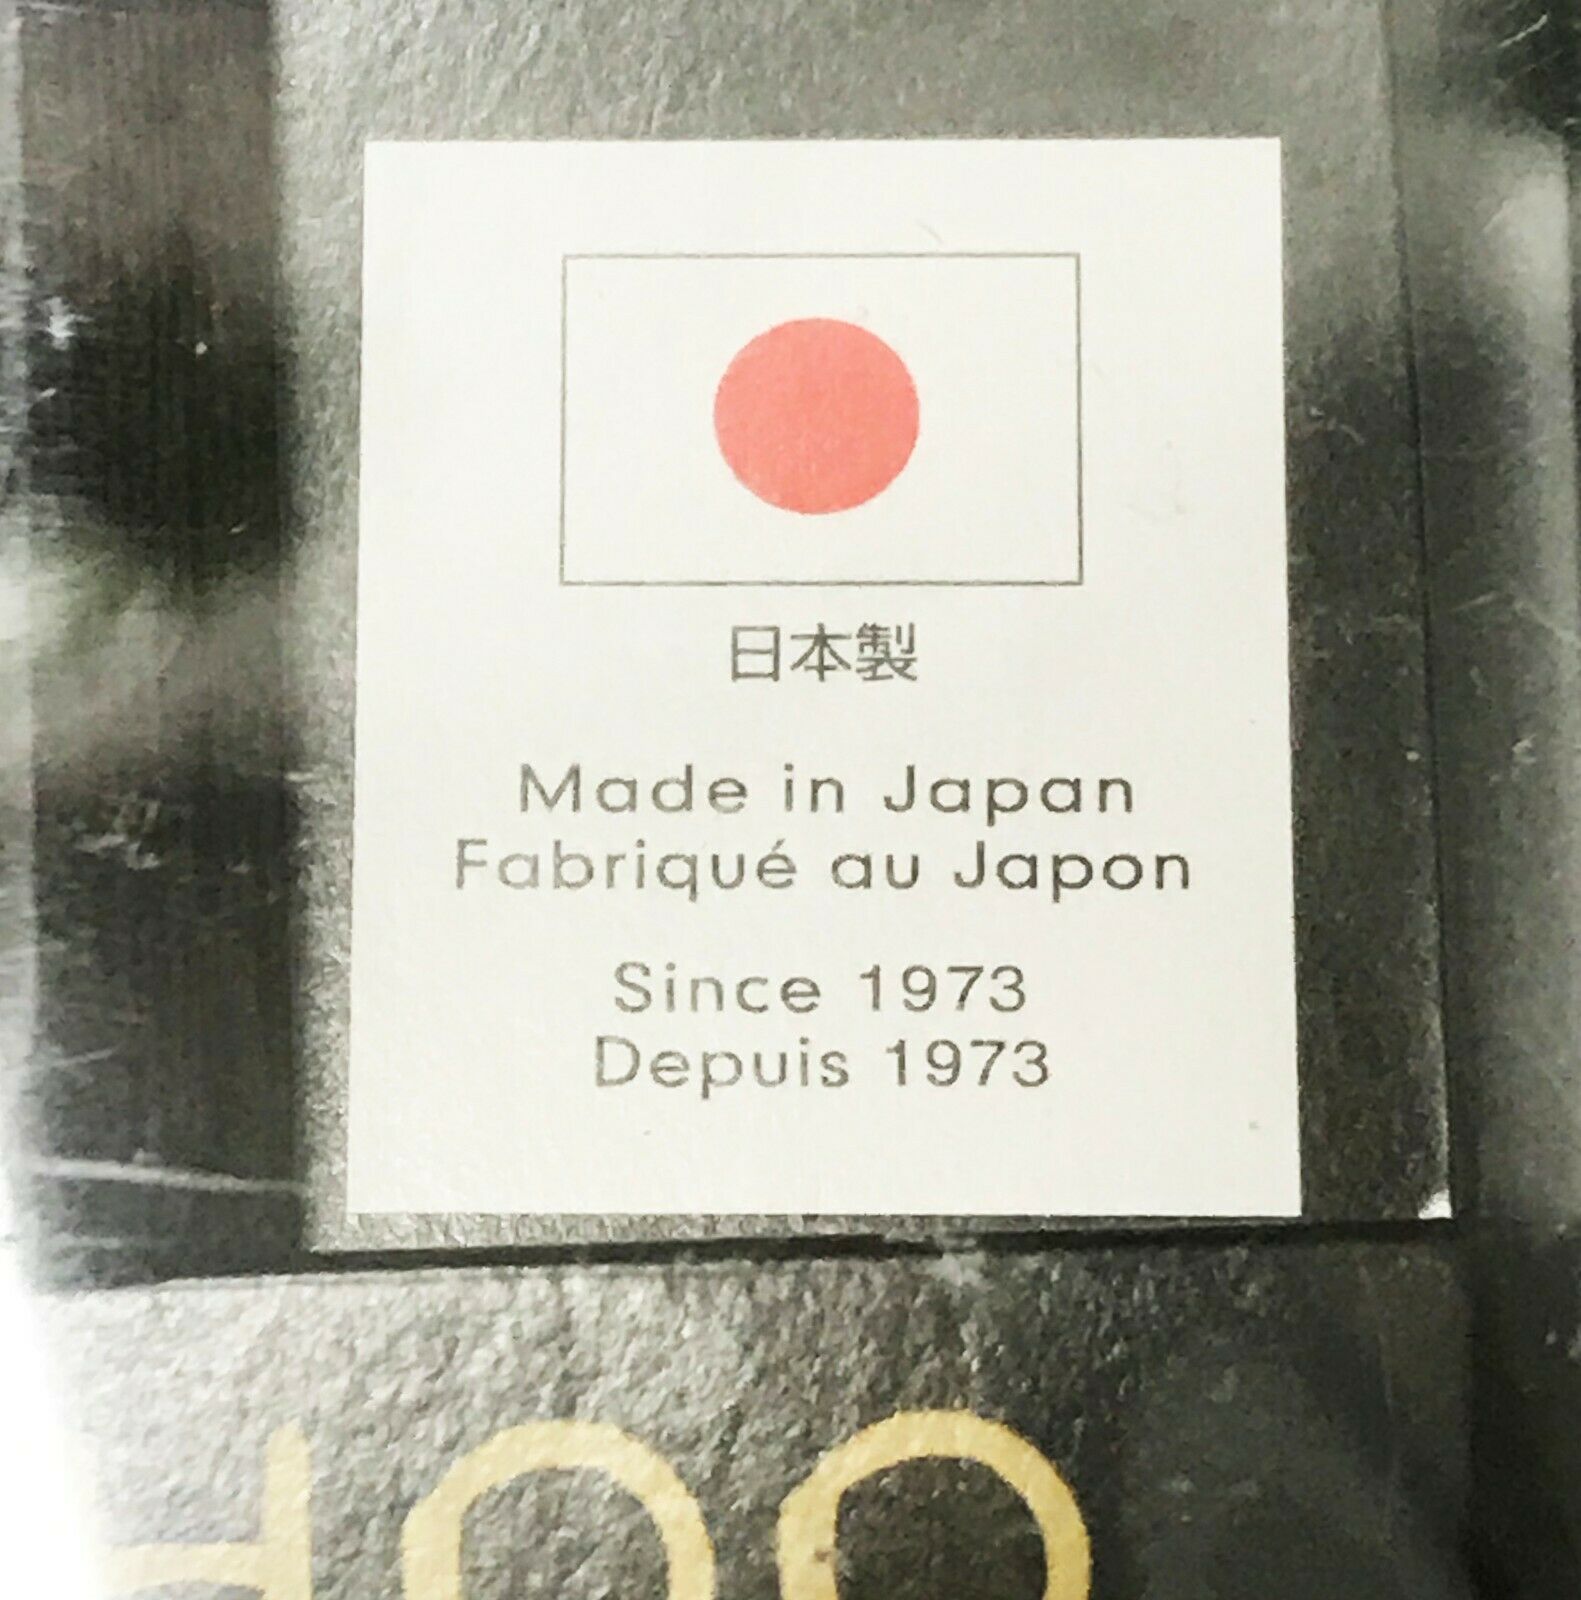 日本製
Made in Japan
Fabriqué au Japon
Since 1973
Depuis 1973